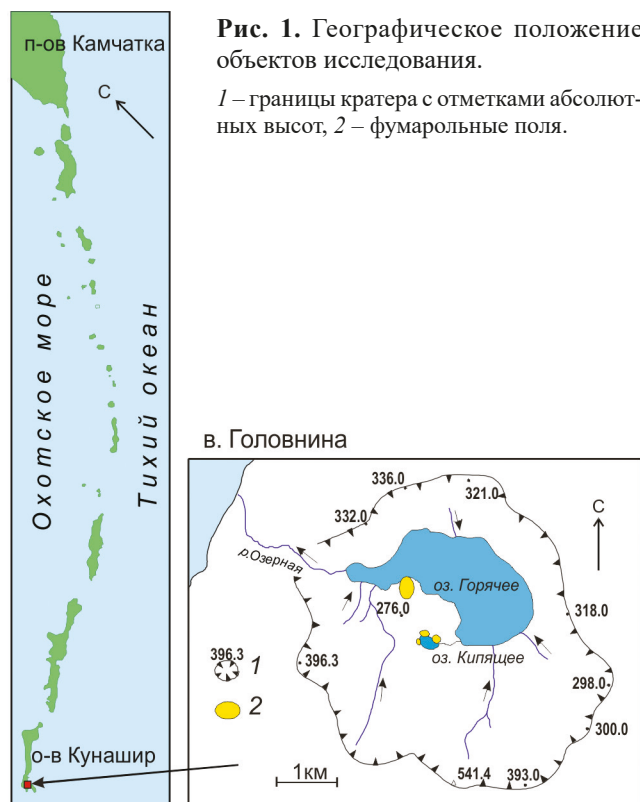 п-ов Камчатка
С
Охотское море
Тихий океан
о-в Кунашир
Рис. 1. Географическое положение
объектов исследования.
1 – границы кратера с отметками абсолют-
ных высот, 2 – фумарольные поля.
в. Головнина
336.0
321.0
332.0
С
р.Озерная
оз. Горячее
276,0
318.0
оз. Кипящее
396.3
1
396.3
298.0
2
300.0
1км
541.4
393.0